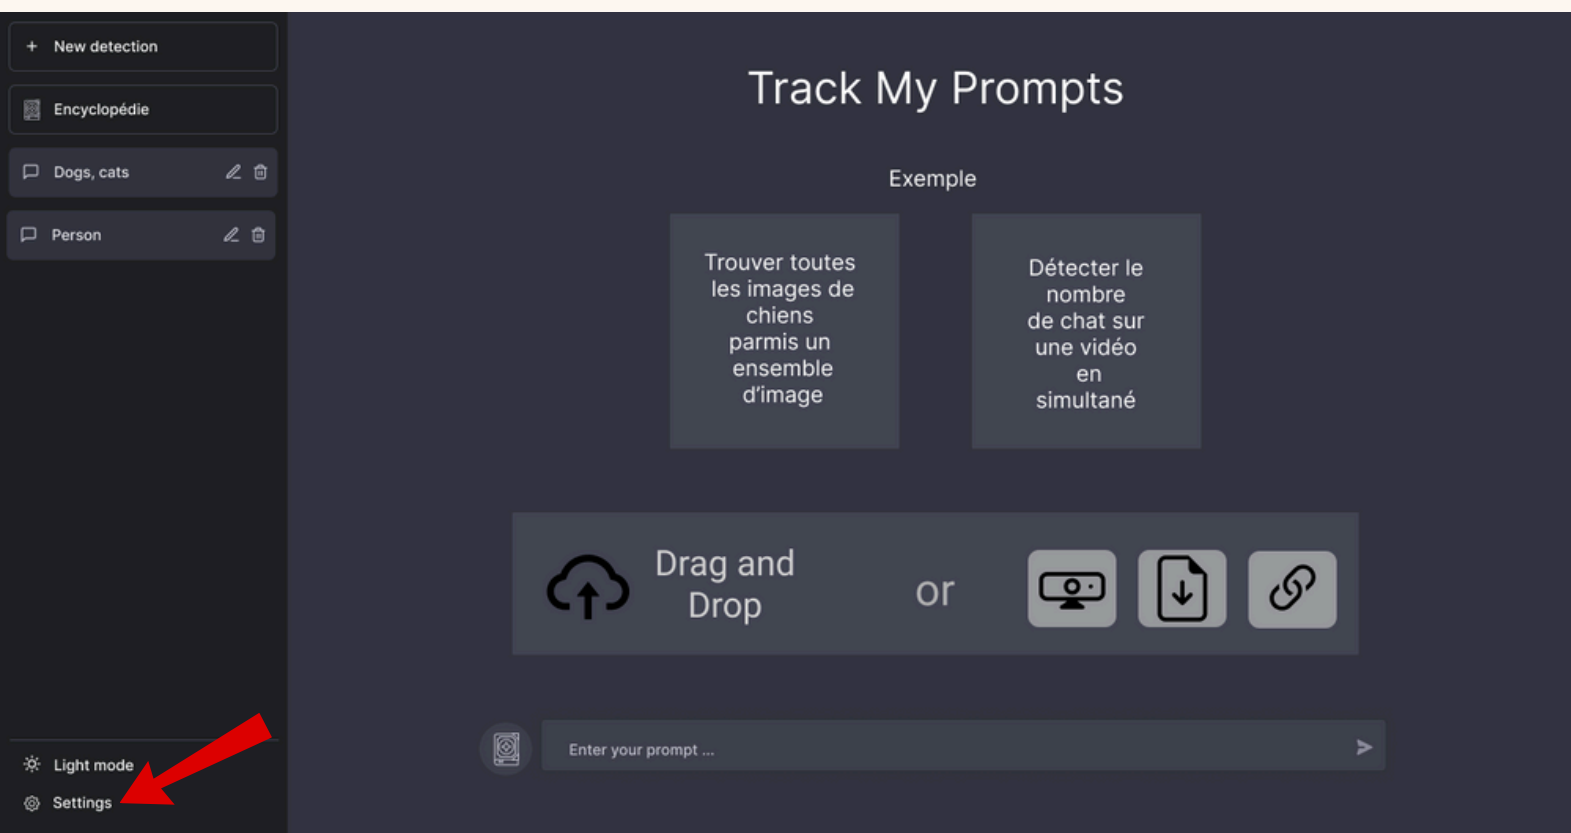 New detection
Encyclopédie
Dogs, cats
Person
Light mode
Settings
Track My Prompts
Exemple
Trouver toutes
les images de
chiens
parmis un
ensemble
d'image
Détecter le
nombre
de chat sur
une vidéo
en
simultané
Drag and
Drop
or
Enter your prompt ...